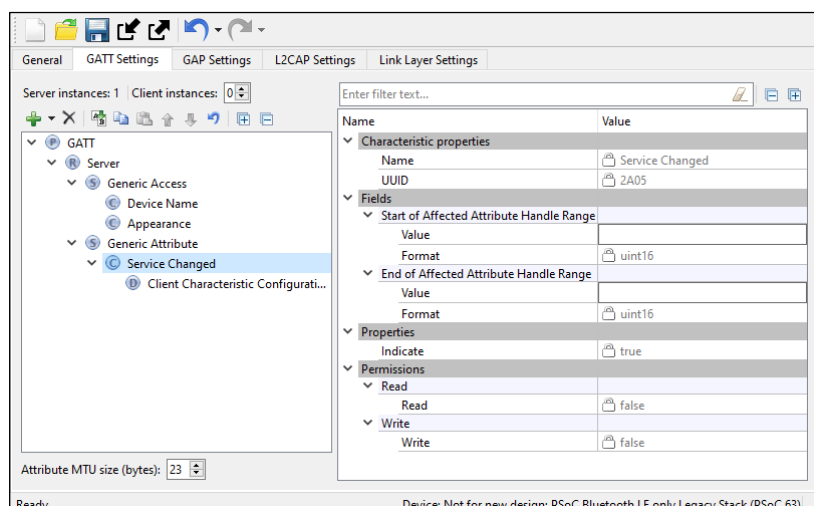 General GATT Settings GAP Settings L2CAP Settings Link Layer Settings
Server instances: 1 Client instances: 0
Enter filter text...
Name Value
GATT
Server
Generic Access
Device Name
Appearance
Generic Attribute
Service Changed
Client Characteristic Configurati...
Characteristic properties
Name Service Changed
UUID 2A05
Fields
Start of Affected Attribute Handle Range
Value
Format uint16
End of Affected Attribute Handle Range
Value
Format uint16
Properties
Indicate true
Permissions
Read
Read false
Write
Write false
Attribute MTU size (bytes): 23
Ready Device: Not for new design: PSoC Bluetooth LE only Legacy Stack (PSoC 63)